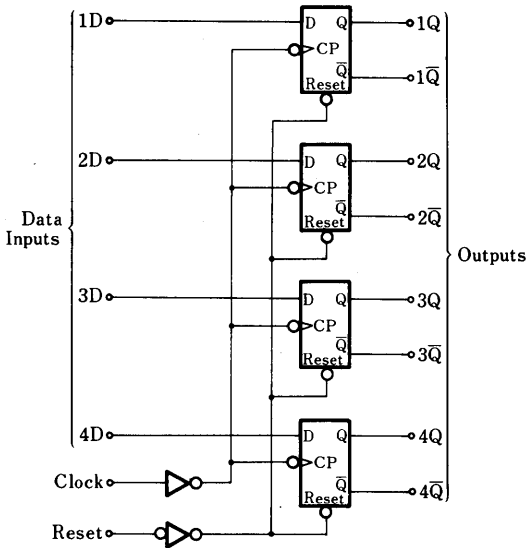 1D D Q 1Q
CP
Q̅ 1Q̅
Reset
2D D Q 2Q
CP
Q̅ 2Q̅
Reset
Data
Inputs
Outputs
3D D Q 3Q
CP
Q̅ 3Q̅
Reset
4D D Q 4Q
CP
Clock
Q̅ 4Q̅
Reset
Reset